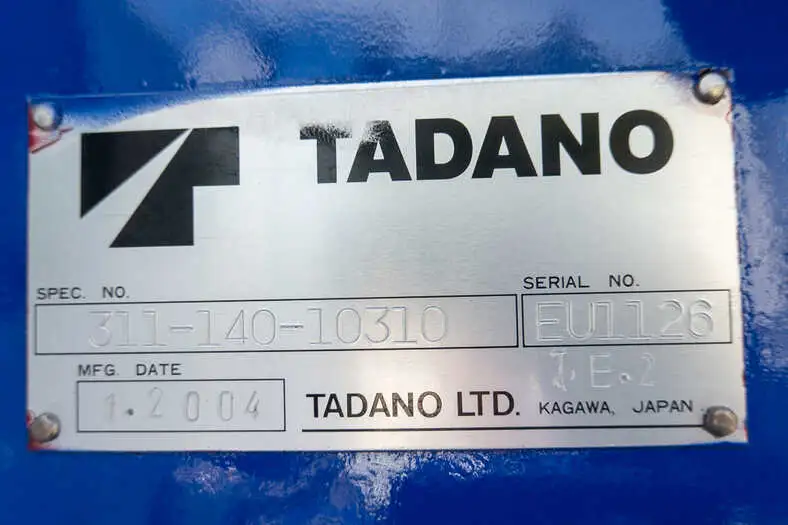 TADANO
SPEC. NO.
SERIAL NO.
311-140-10310
EU1126
MFG. DATE
1.2004
TADANO LTD. KAGAWA, JAPAN